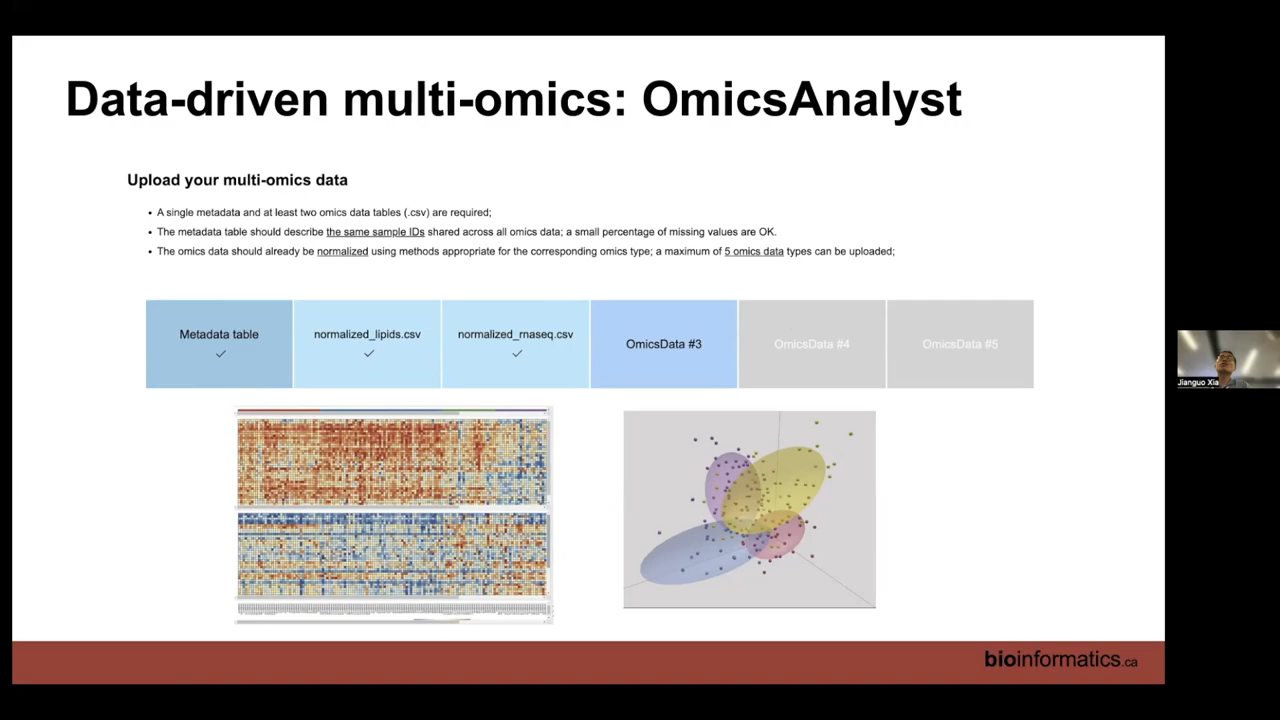 Data-driven multi-omics: OmicsAnalyst
Upload your multi-omics data
• A single metadata and at least two omics data tables (.csv) are required;
• The metadata table should describe the same sample IDs shared across all omics data; a small percentage of missing values are OK.
• The omics data should already be normalized using methods appropriate for the corresponding omics type; a maximum of 5 omics data types can be uploaded;
Metadata table
normalized_lipids.csv
normalized_rnaseq.csv
OmicsData #3
OmicsData #4
OmicsData #5
Jianguo Xia
bioinformatics.ca